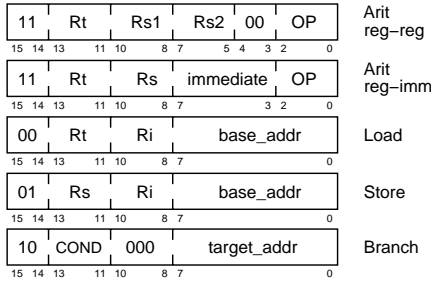 11 Rt Rs1 Rs2 00 OP Arit reg-reg
15 14 13 11 10 8 7 5 4 3 2 0
11 Rt Rs immediate OP Arit reg-imm
15 14 13 11 10 8 7 3 2 0
00 Rt Ri base_addr Load
15 14 13 11 10 8 7 0
01 Rs Ri base_addr Store
15 14 13 11 10 8 7 0
10 COND 000 target_addr Branch
15 14 13 11 10 8 7 0